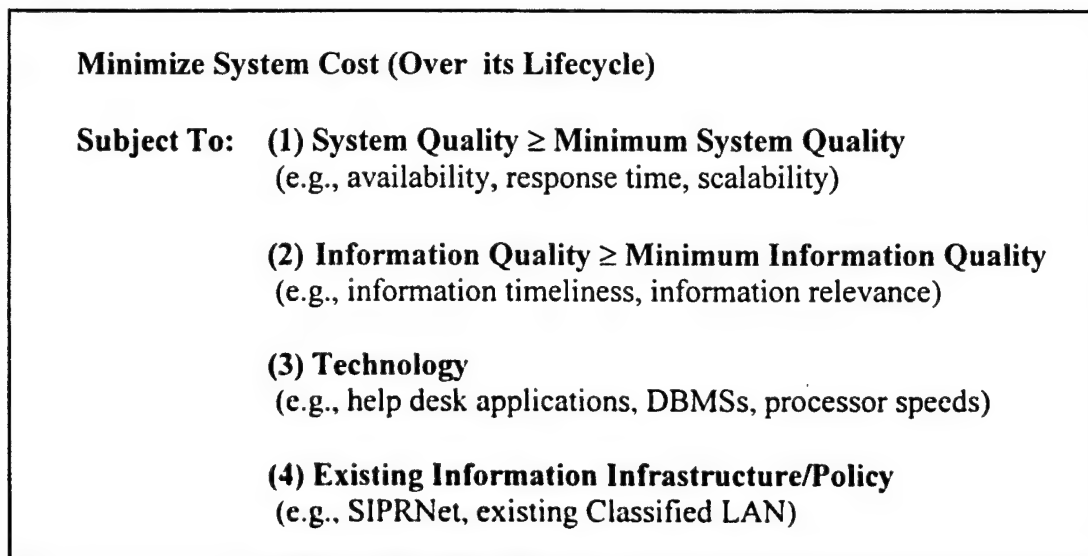 Minimize System Cost (Over its Lifecycle)
Subject To: (1) System Quality ≥ Minimum System Quality
(e.g., availability, response time, scalability)
(2) Information Quality ≥ Minimum Information Quality
(e.g., information timeliness, information relevance)
(3) Technology
(e.g., help desk applications, DBMSs, processor speeds)
(4) Existing Information Infrastructure/Policy
(e.g., SIPRNet, existing Classified LAN)